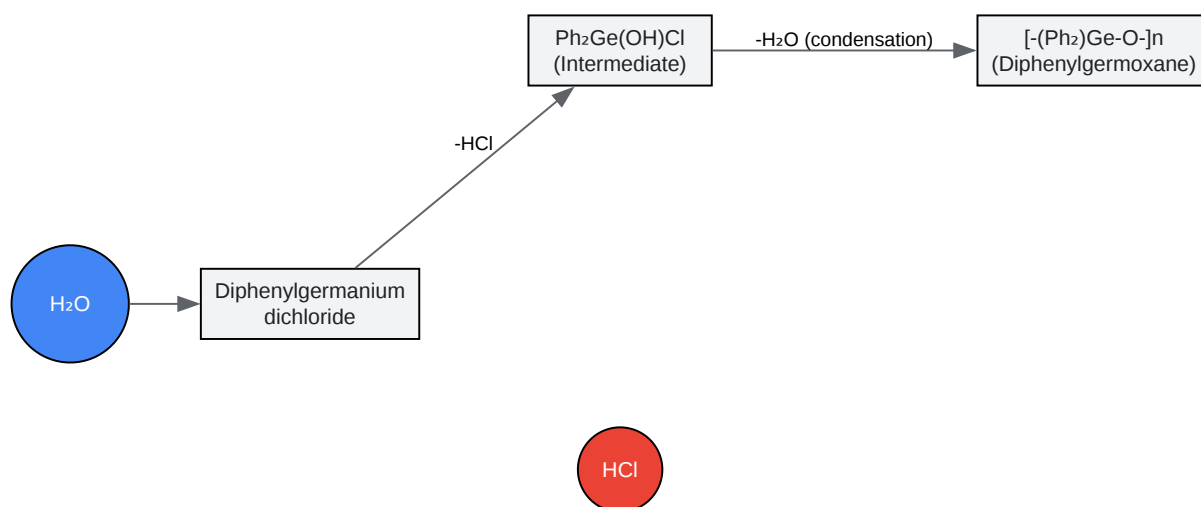 Ph₂Ge(OH)Cl
(Intermediate)
-H₂O (condensation)
[-(Ph₂)Ge-O-]n
(Diphenylgermoxane)
-HCl
H₂O
Diphenylgermanium
dichloride
HCl